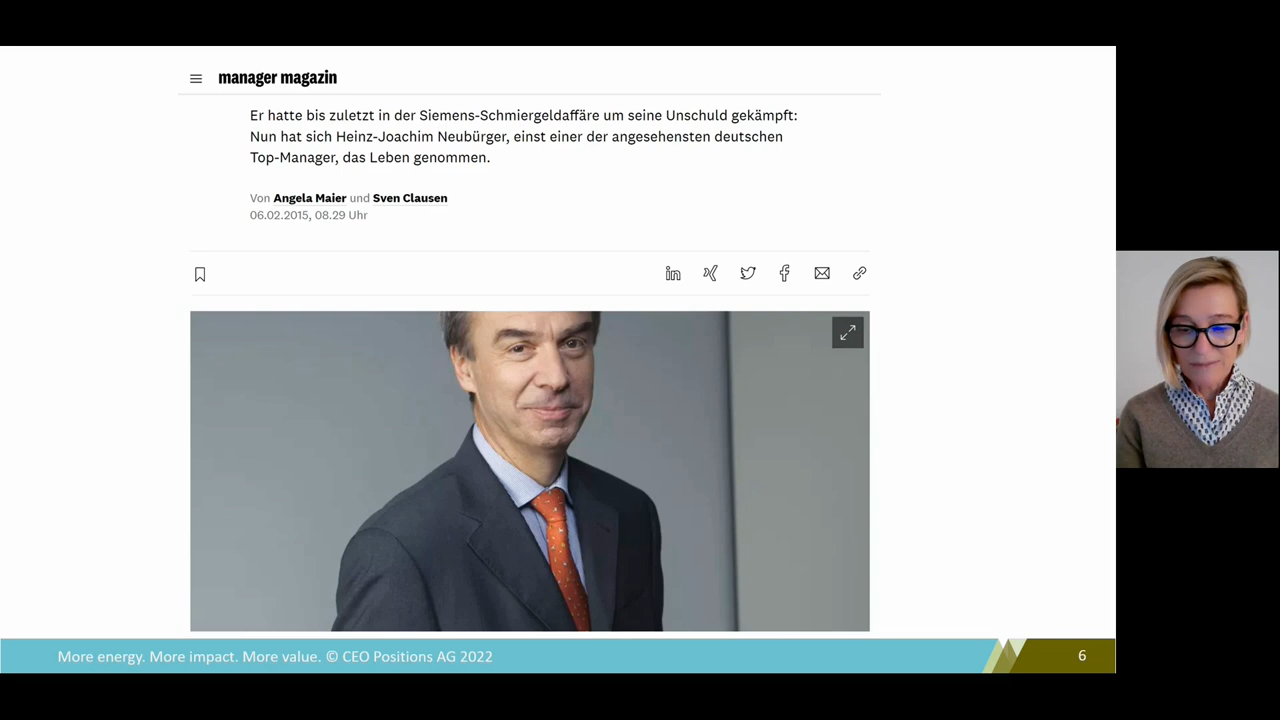 manager magazin
Er hatte bis zuletzt in der Siemens-Schmiergeldaffäre um seine Unschuld gekämpft:
Nun hat sich Heinz-Joachim Neubürger, einst einer der angesehensten deutschen
Top-Manager, das Leben genommen.
Von Angela Maier und Sven Clausen
06.02.2015, 08.29 Uhr
More energy. More impact. More value. © CEO Positions AG 2022
6